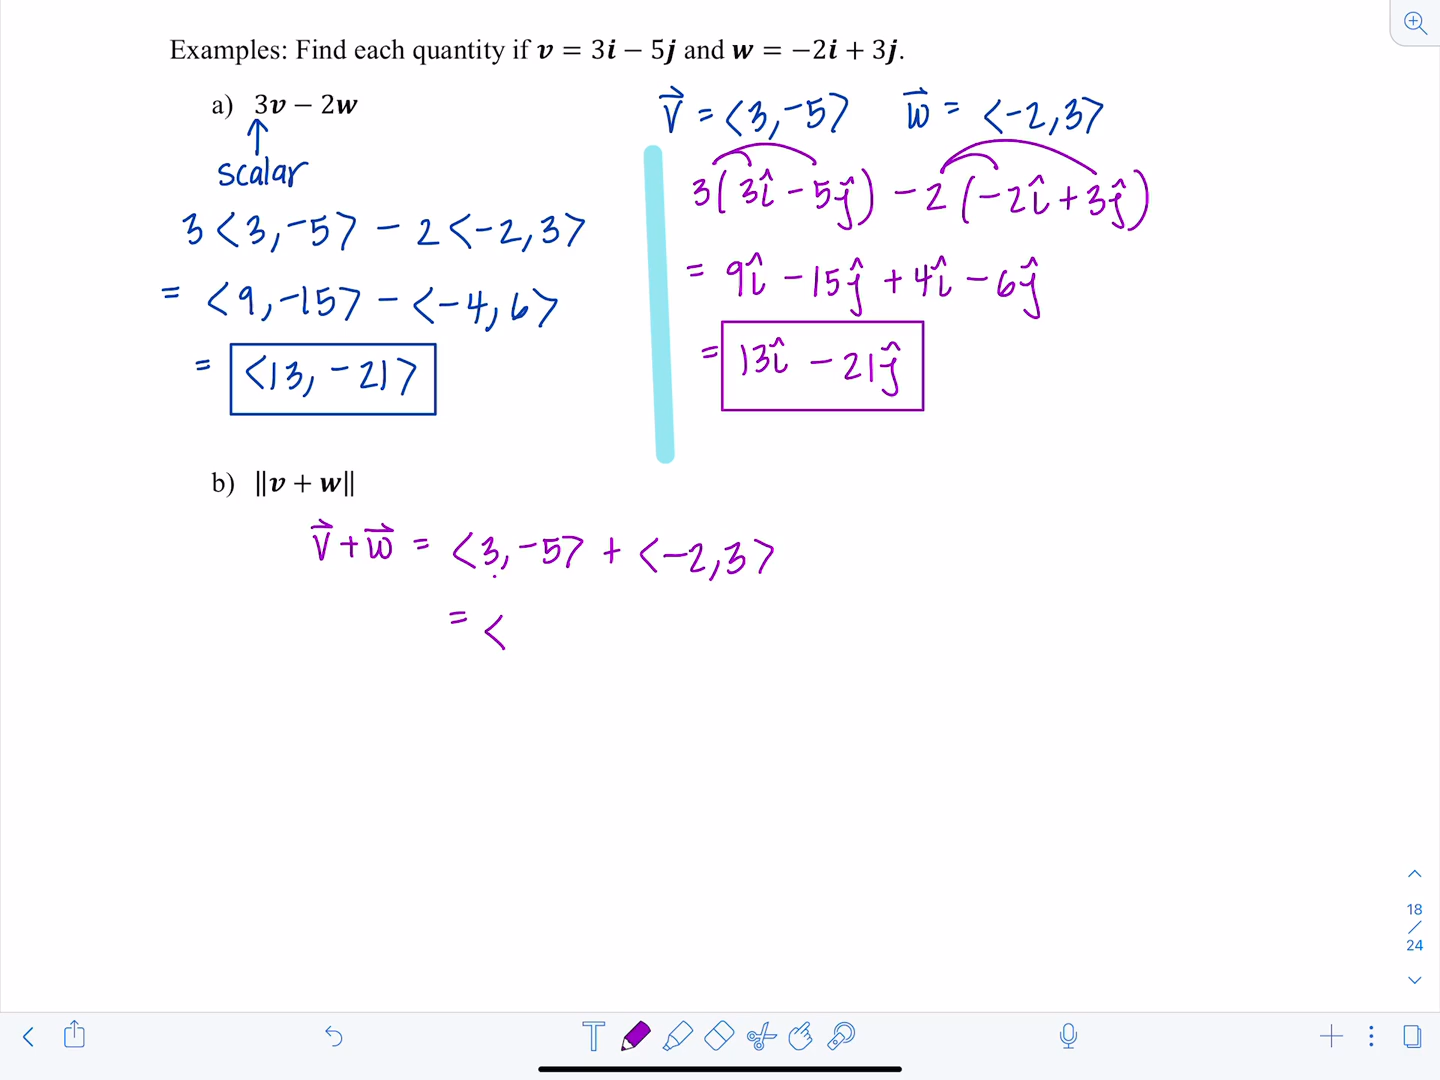 Examples: Find each quantity if v = 3i − 5j and w = −2i + 3j.
a) 3v − 2w
scalar
3<3,-5> - 2<-2,3>
= <9,-15> - <-4,6>
= <13,-21>
v⃗ = <3,-5> w⃗ = <-2,3>
3(3î - 5ĵ) - 2(-2î + 3ĵ)
= 9î - 15ĵ + 4î - 6ĵ
= 13î - 21ĵ
b) ‖v + w‖
v⃗ + w⃗ = <3,-5> + <-2,3>
= <
18
/
24
T